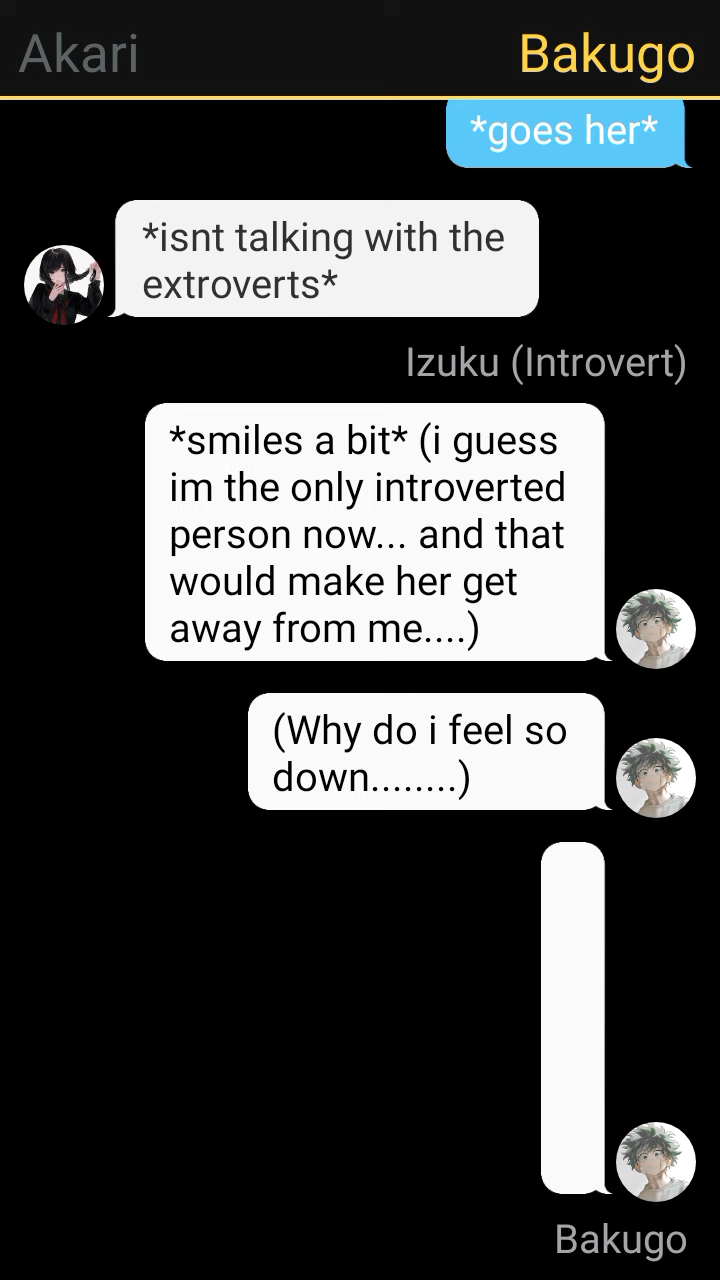 Akari
Bakugo
*goes her*
*isnt talking with the
extroverts*
Izuku (Introvert)
*smiles a bit* (i guess
im the only introverted
person now... and that
would make her get
away from me....)
(Why do i feel so
down........)
Bakugo